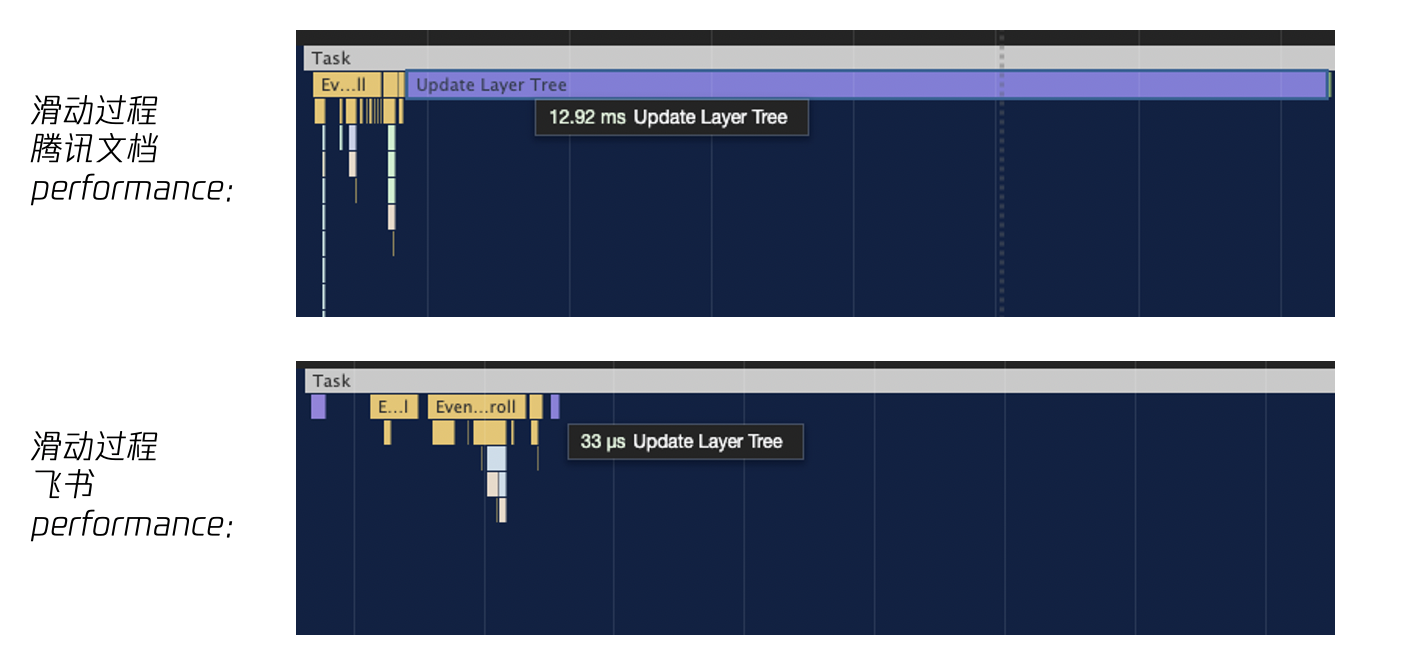 滑动过程
腾讯文档
performance:
Task
Ev...ll
Update Layer Tree
12.92 ms Update Layer Tree
滑动过程
飞书
performance:
Task
E...l
Even...roll
33 µs Update Layer Tree